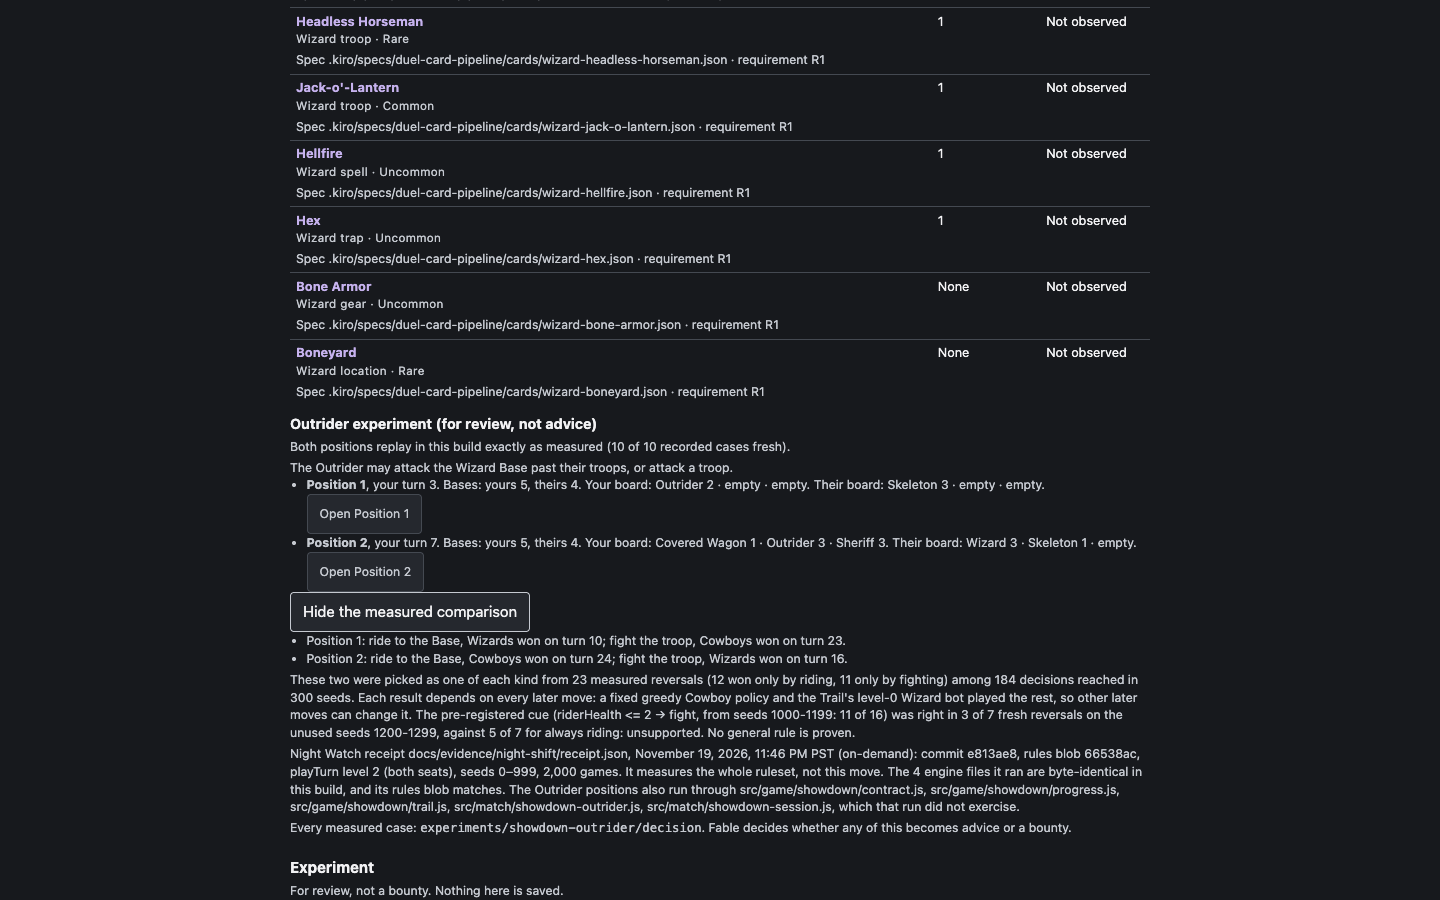 Headless Horseman 1 Not observed
Wizard troop · Rare
Spec .kiro/specs/duel-card-pipeline/cards/wizard-headless-horseman.json · requirement R1
Jack-o'-Lantern 1 Not observed
Wizard troop · Common
Spec .kiro/specs/duel-card-pipeline/cards/wizard-jack-o-lantern.json · requirement R1
Hellfire 1 Not observed
Wizard spell · Uncommon
Spec .kiro/specs/duel-card-pipeline/cards/wizard-hellfire.json · requirement R1
Hex 1 Not observed
Wizard trap · Uncommon
Spec .kiro/specs/duel-card-pipeline/cards/wizard-hex.json · requirement R1
Bone Armor None Not observed
Wizard gear · Uncommon
Spec .kiro/specs/duel-card-pipeline/cards/wizard-bone-armor.json · requirement R1
Boneyard None Not observed
Wizard location · Rare
Spec .kiro/specs/duel-card-pipeline/cards/wizard-boneyard.json · requirement R1
Outrider experiment (for review, not advice)
Both positions replay in this build exactly as measured (10 of 10 recorded cases fresh).
The Outrider may attack the Wizard Base past their troops, or attack a troop.
• Position 1, your turn 3. Bases: yours 5, theirs 4. Your board: Outrider 2 · empty · empty. Their board: Skeleton 3 · empty · empty.
Open Position 1
• Position 2, your turn 7. Bases: yours 5, theirs 4. Your board: Covered Wagon 1 · Outrider 3 · Sheriff 3. Their board: Wizard 3 · Skeleton 1 · empty.
Open Position 2
Hide the measured comparison
• Position 1: ride to the Base, Wizards won on turn 10; fight the troop, Cowboys won on turn 23.
• Position 2: ride to the Base, Cowboys won on turn 24; fight the troop, Wizards won on turn 16.
These two were picked as one of each kind from 23 measured reversals (12 won only by riding, 11 only by fighting) among 184 decisions reached in
300 seeds. Each result depends on every later move: a fixed greedy Cowboy policy and the Trail's level-0 Wizard bot played the rest, so other later
moves can change it. The pre-registered cue (riderHealth <= 2 → fight, from seeds 1000-1199: 11 of 16) was right in 3 of 7 fresh reversals on the
unused seeds 1200-1299, against 5 of 7 for always riding: unsupported. No general rule is proven.
Night Watch receipt docs/evidence/night-shift/receipt.json, November 19, 2026, 11:46 PM PST (on-demand): commit e813ae8, rules blob 66538ac,
playTurn level 2 (both seats), seeds 0–999, 2,000 games. It measures the whole ruleset, not this move. The 4 engine files it ran are byte-identical in
this build, and its rules blob matches. The Outrider positions also run through src/game/showdown/contract.js, src/game/showdown/progress.js,
src/game/showdown/trail.js, src/match/showdown-outrider.js, src/match/showdown-session.js, which that run did not exercise.
Every measured case: experiments/showdown-outrider/decision. Fable decides whether any of this becomes advice or a bounty.
Experiment
For review, not a bounty. Nothing here is saved.